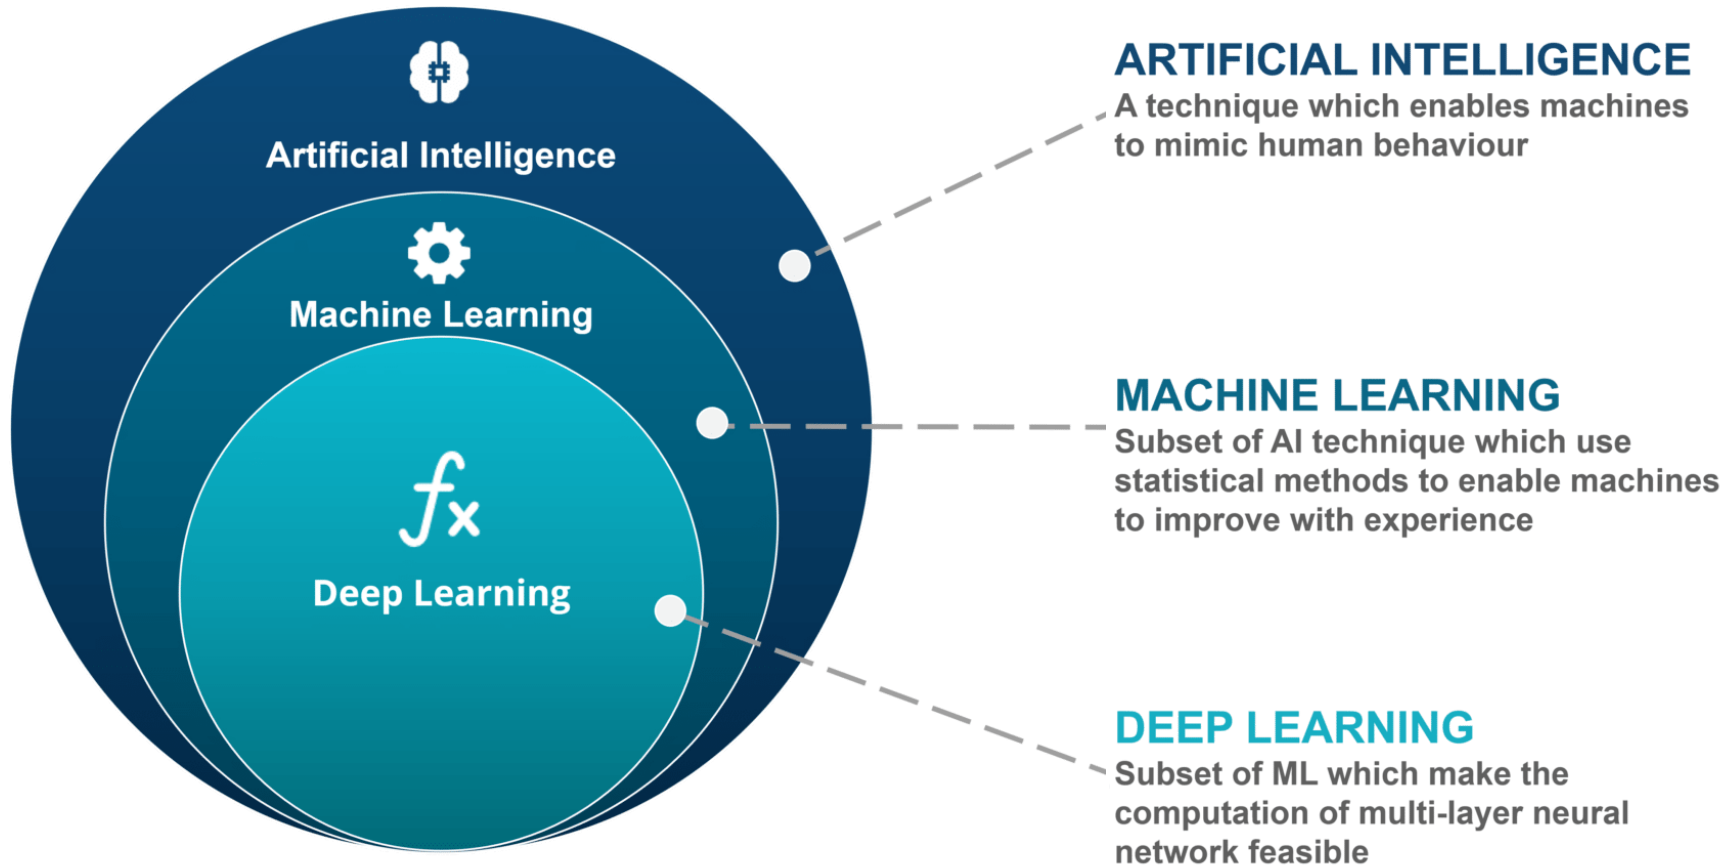 Artificial Intelligence
Machine Learning
fx
Deep Learning
ARTIFICIAL INTELLIGENCE
A technique which enables machines
to mimic human behaviour
MACHINE LEARNING
Subset of AI technique which use
statistical methods to enable machines
to improve with experience
DEEP LEARNING
Subset of ML which make the
computation of multi-layer neural
network feasible